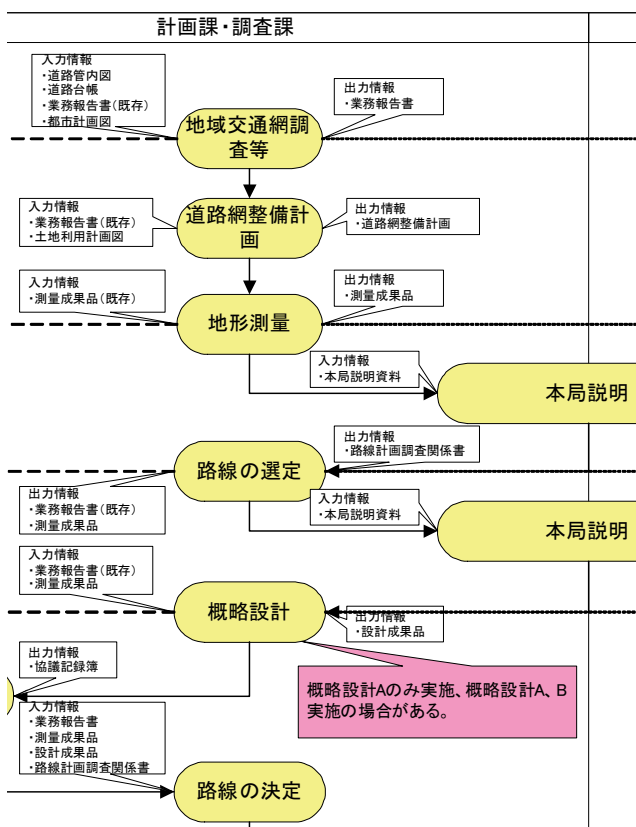 計画課・調査課
入力情報
・道路管内図
・道路台帳
・業務報告書(既存)
・都市計画図
出力情報
・業務報告書
地域交通網調
査等
入力情報
・業務報告書(既存)
・土地利用計画図
道路網整備計
画
出力情報
・道路網整備計画
入力情報
・測量成果品(既存)
出力情報
・測量成果品
地形測量
入力情報
・本局説明資料
本局説明
出力情報
・路線計画調査関係書
路線の選定
出力情報
・業務報告書(既存)
・測量成果品
入力情報
・本局説明資料
本局説明
入力情報
・業務報告書(既存)
・測量成果品
概略設計
出力情報
・設計成果品
出力情報
・協議記録簿
概略設計Aのみ実施、概略設計A、B
実施の場合がある。
入力情報
・業務報告書
・測量成果品
・設計成果品
・路線計画調査関係書
路線の決定